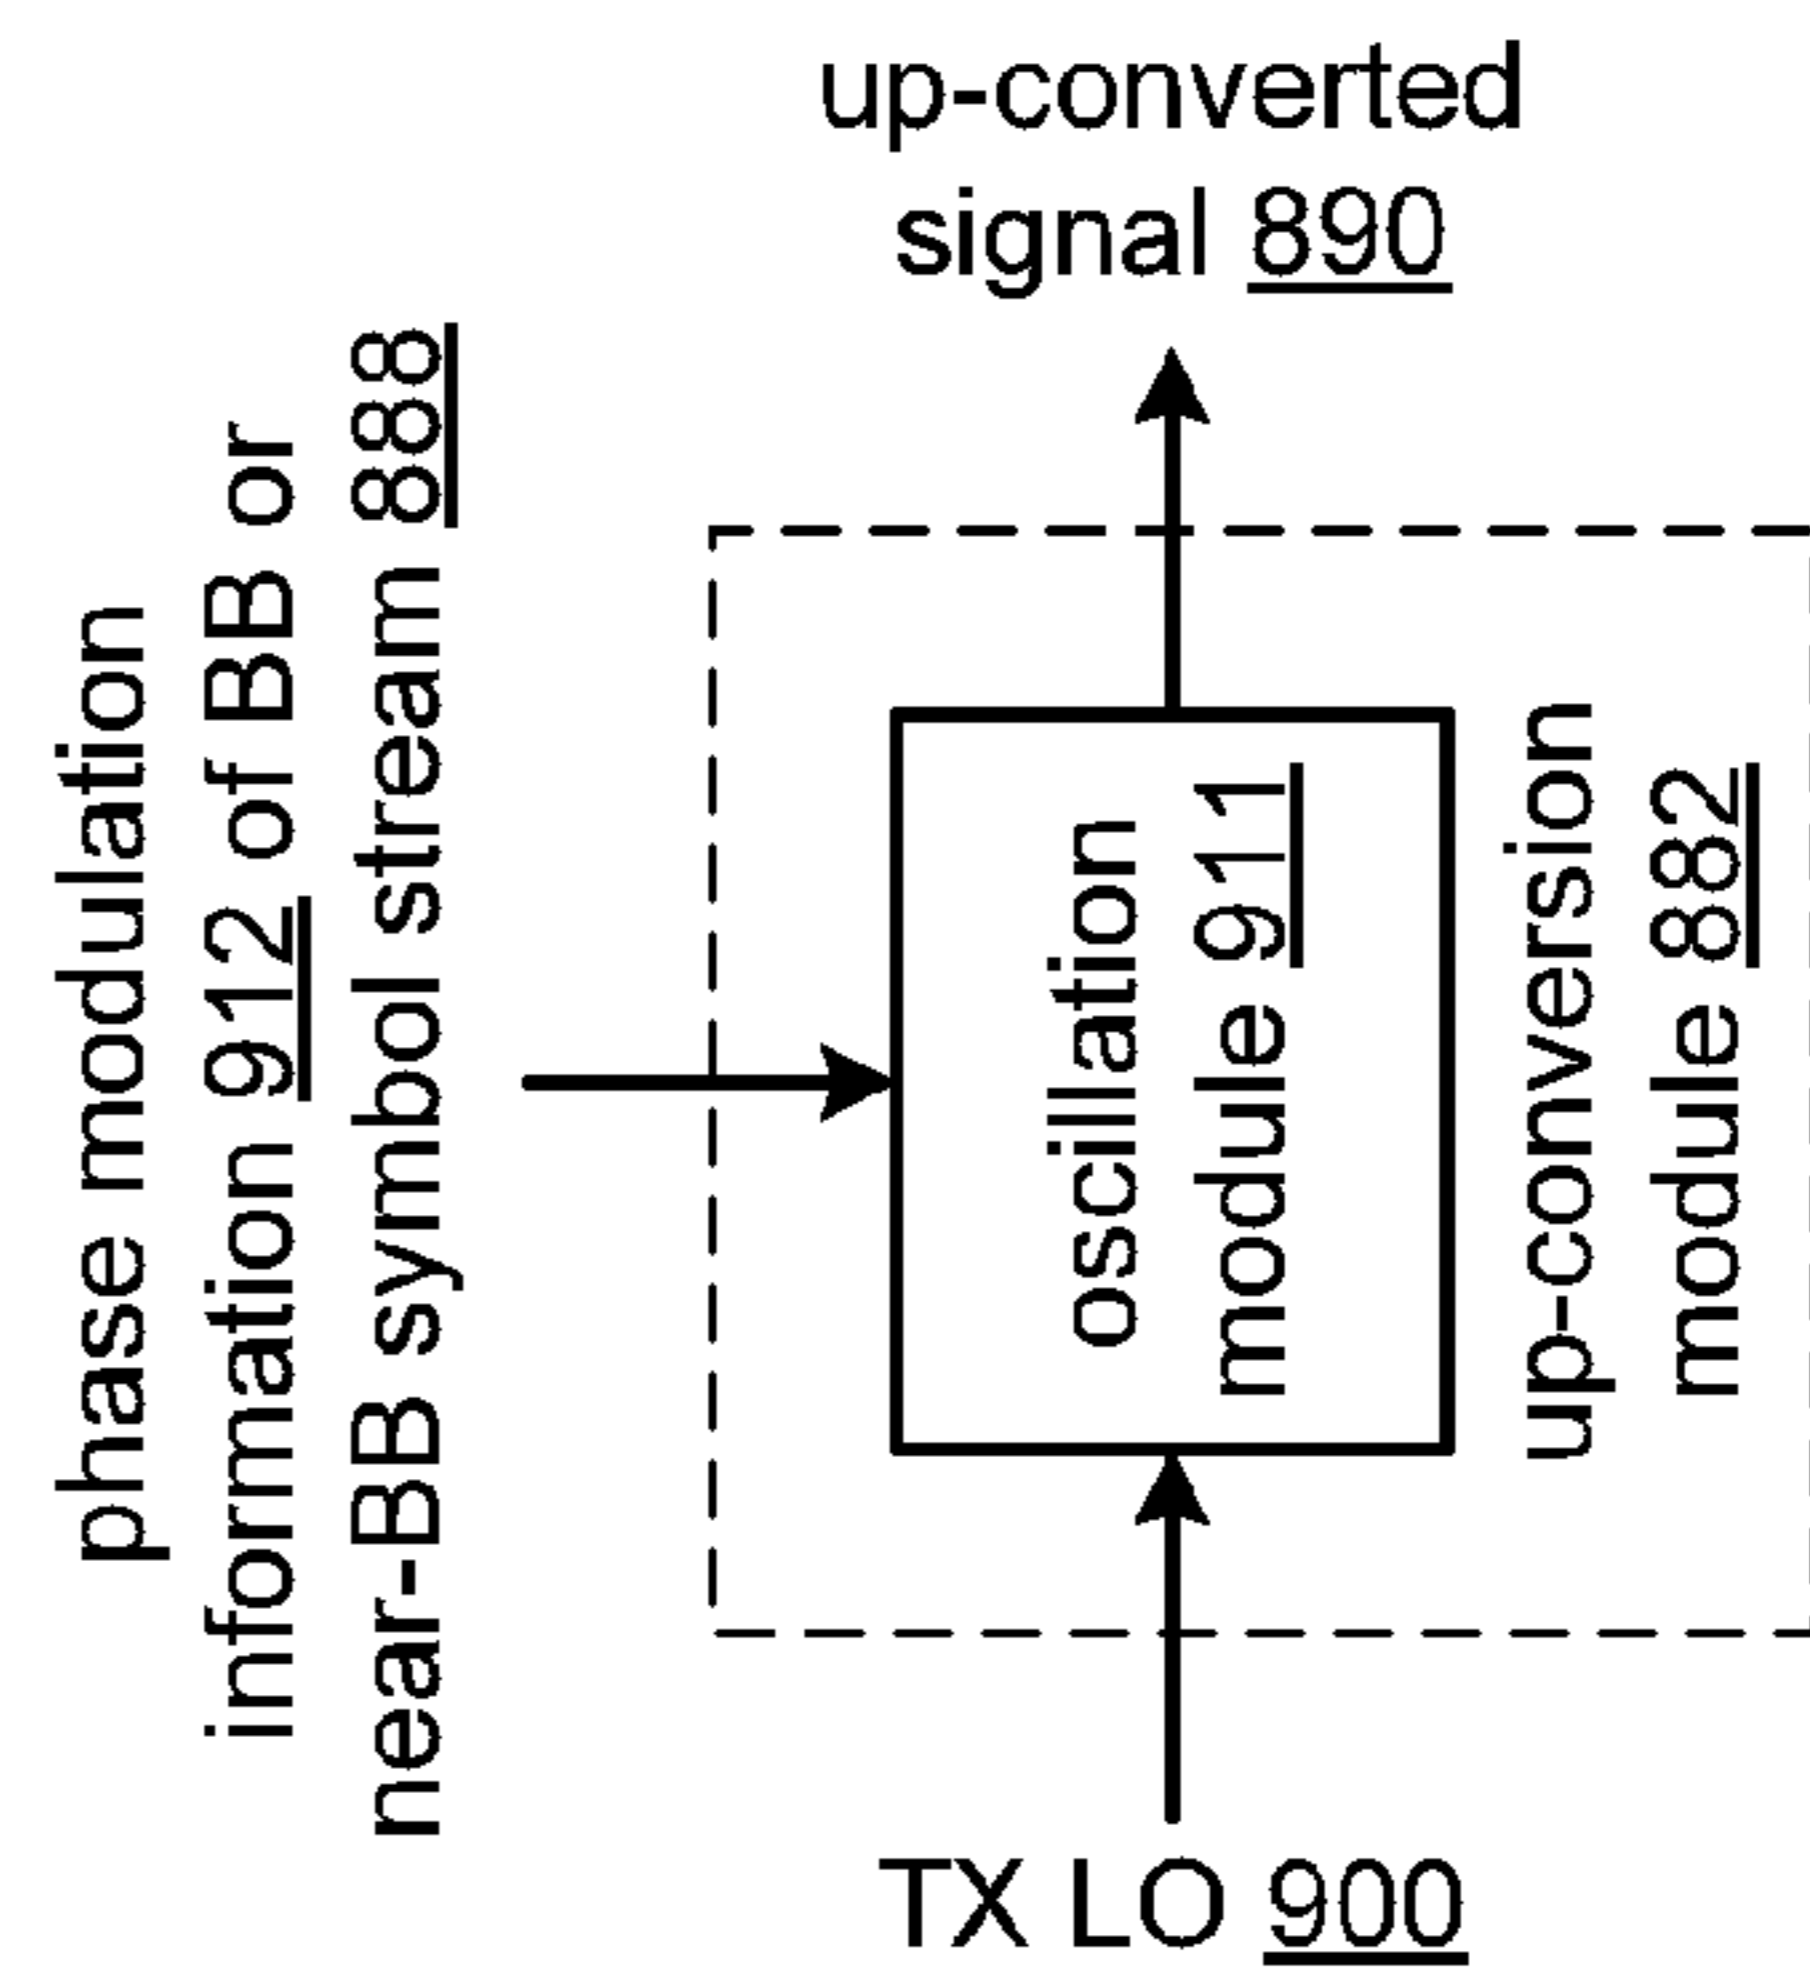 up-converted
signal 890
phase modulation
information 912 of BB or
near-BB symbol stream 888
oscillation
module 911
up-conversion
module 882
TX LO 900